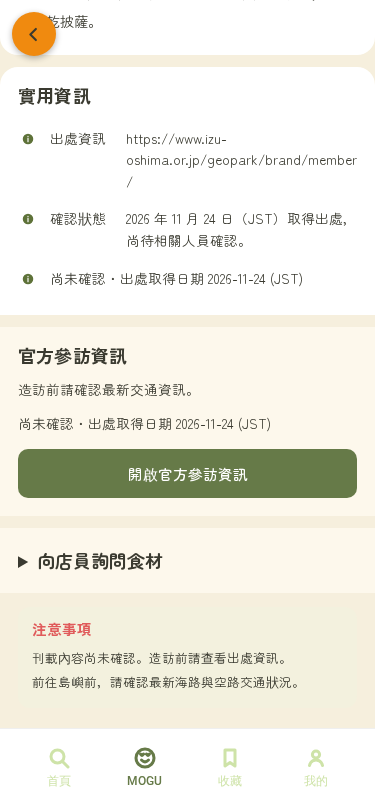 乾披薩。
實用資訊
出處資訊
https://www.izu-
oshima.or.jp/geopark/brand/member
/
確認狀態
2026 年 11 月 24 日（JST）取得出處，
尚待相關人員確認。
尚未確認・出處取得日期 2026-11-24 (JST)
官方參訪資訊
造訪前請確認最新交通資訊。
尚未確認・出處取得日期 2026-11-24 (JST)
開啟官方參訪資訊
▶ 向店員詢問食材
注意事項
刊載內容尚未確認。造訪前請查看出處資訊。
前往島嶼前，請確認最新海路與空路交通狀況。
首頁
MOGU
收藏
我的